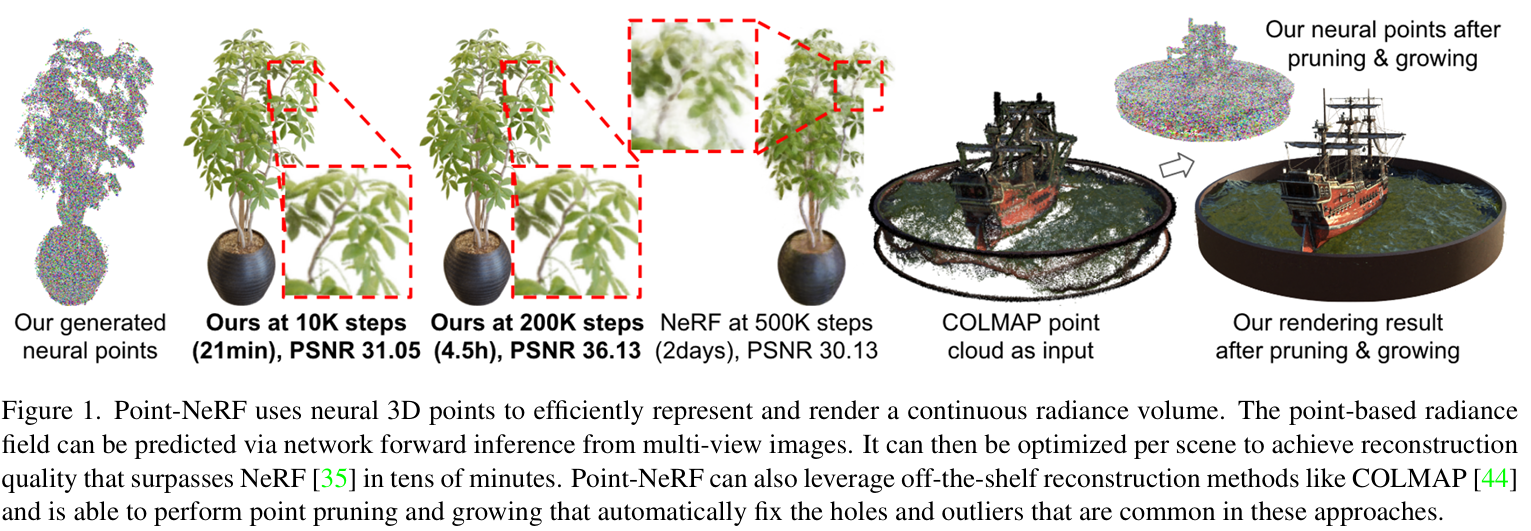 Our neural points after
pruning & growing
Our generated
neural points
Ours at 10K steps
(21min), PSNR 31.05
Ours at 200K steps
(4.5h), PSNR 36.13
NeRF at 500K steps
(2days), PSNR 30.13
COLMAP point
cloud as input
Our rendering result
after pruning & growing
Figure 1. Point-NeRF uses neural 3D points to efficiently represent and render a continuous radiance volume. The point-based radiance
field can be predicted via network forward inference from multi-view images. It can then be optimized per scene to achieve reconstruction
quality that surpasses NeRF [35] in tens of minutes. Point-NeRF can also leverage off-the-shelf reconstruction methods like COLMAP [44]
and is able to perform point pruning and growing that automatically fix the holes and outliers that are common in these approaches.